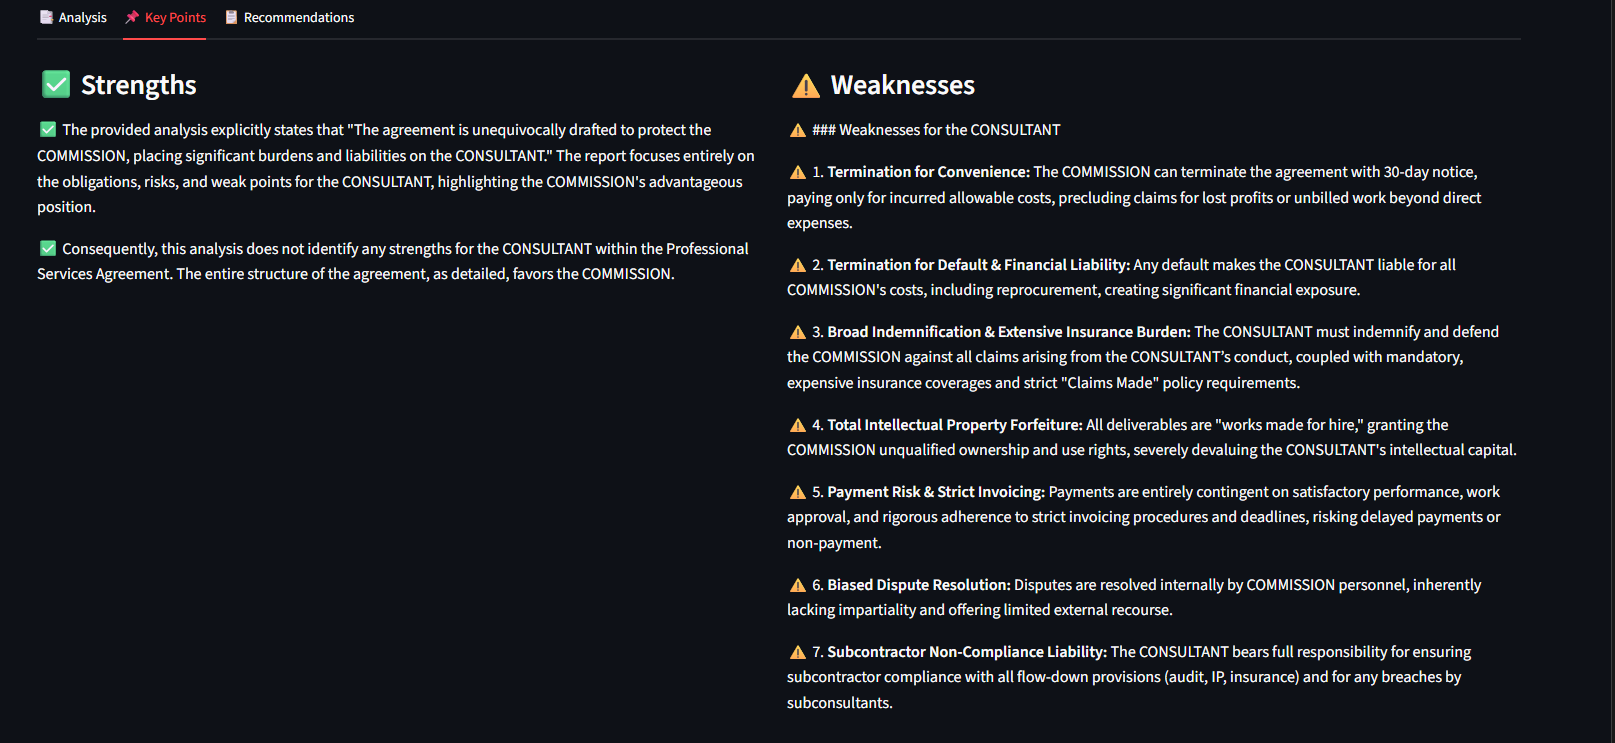 Analysis Key Points Recommendations
Strengths
The provided analysis explicitly states that "The agreement is unequivocally drafted to protect the
COMMISSION, placing significant burdens and liabilities on the CONSULTANT." The report focuses entirely on
the obligations, risks, and weak points for the CONSULTANT, highlighting the COMMISSION's advantageous
position.
Consequently, this analysis does not identify any strengths for the CONSULTANT within the Professional
Services Agreement. The entire structure of the agreement, as detailed, favors the COMMISSION.
Weaknesses
### Weaknesses for the CONSULTANT
1. Termination for Convenience: The COMMISSION can terminate the agreement with 30-day notice,
paying only for incurred allowable costs, precluding claims for lost profits or unbilled work beyond direct
expenses.
2. Termination for Default & Financial Liability: Any default makes the CONSULTANT liable for all
COMMISSION's costs, including reprocurement, creating significant financial exposure.
3. Broad Indemnification & Extensive Insurance Burden: The CONSULTANT must indemnify and defend
the COMMISSION against all claims arising from the CONSULTANT’s conduct, coupled with mandatory,
expensive insurance coverages and strict "Claims Made" policy requirements.
4. Total Intellectual Property Forfeiture: All deliverables are "works made for hire," granting the
COMMISSION unqualified ownership and use rights, severely devaluing the CONSULTANT's intellectual capital.
5. Payment Risk & Strict Invoicing: Payments are entirely contingent on satisfactory performance, work
approval, and rigorous adherence to strict invoicing procedures and deadlines, risking delayed payments or
non-payment.
6. Biased Dispute Resolution: Disputes are resolved internally by COMMISSION personnel, inherently
lacking impartiality and offering limited external recourse.
7. Subcontractor Non-Compliance Liability: The CONSULTANT bears full responsibility for ensuring
subcontractor compliance with all flow-down provisions (audit, IP, insurance) and for any breaches by
subconsultants.